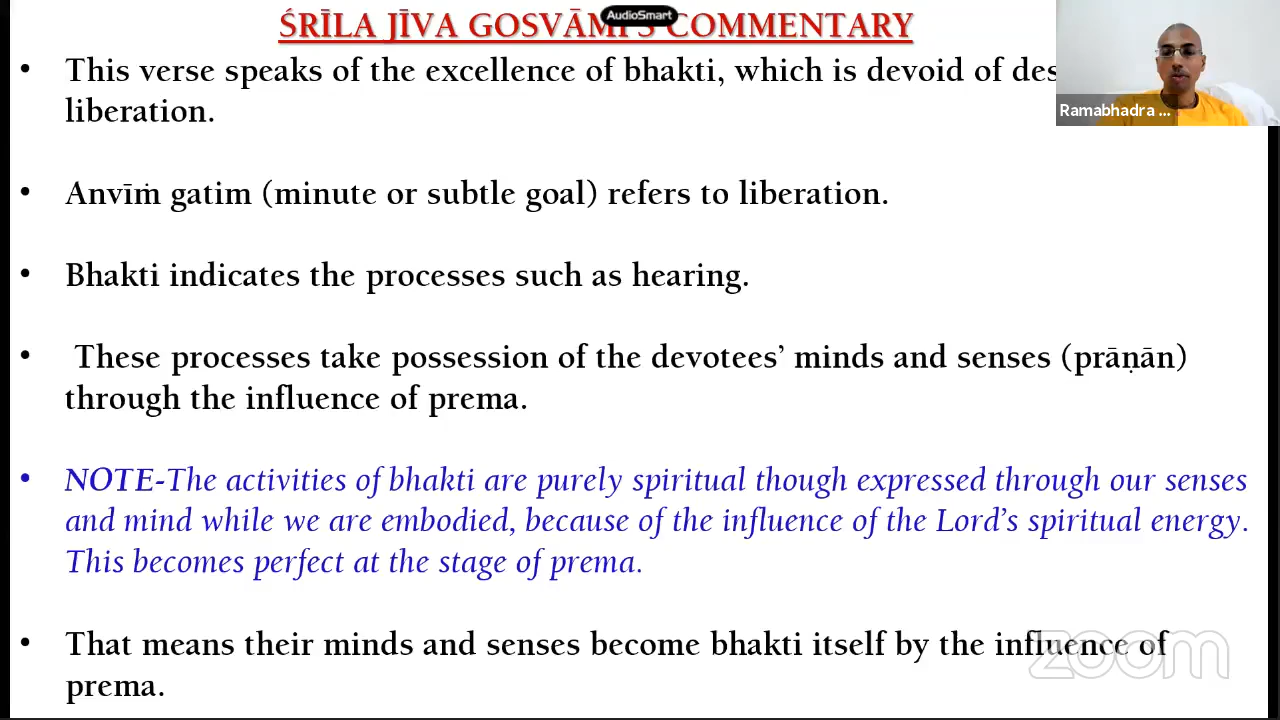 ŚRĪLA JĪVA GOSVĀMĪ'S COMMENTARY
AudioSmart
• This verse speaks of the excellence of bhakti, which is devoid of
liberation.
Ramabhadra ...
• Anvīṁ gatim (minute or subtle goal) refers to liberation.
• Bhakti indicates the processes such as hearing.
• These processes take possession of the devotees’ minds and senses (prāṇān)
through the influence of prema.
• NOTE-The activities of bhakti are purely spiritual though expressed through our senses
and mind while we are embodied, because of the influence of the Lord’s spiritual energy.
This becomes perfect at the stage of prema.
• That means their minds and senses become bhakti itself by the influence of
prema.
zoom